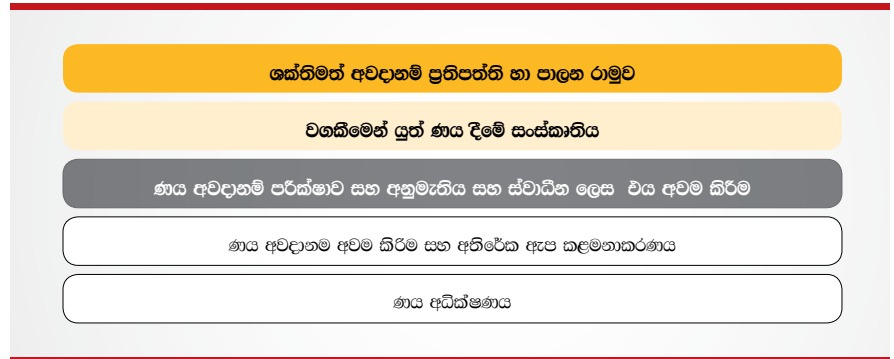 ශක්තිමත් අවදානම් ප්‍රතිපත්ති හා පාලන රාමුව
වගකීමෙන් යුත් ණය දීමේ සංස්කෘතිය
ණය අවදානම් පරීක්ෂාව සහ අනුමැතිය සහ ස්වාධීන ලෙස එය අවම කිරීම
ණය අවදානම අවම කිරීම සහ අතිරේක ඇප කළමනාකරණය
ණය අධීක්ෂණය